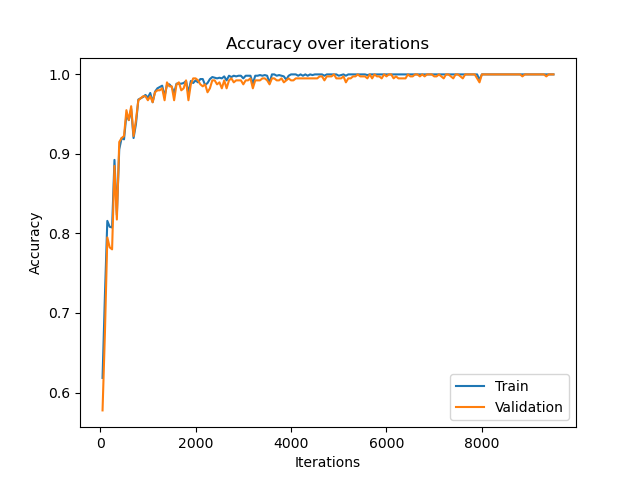 Accuracy over iterations
1.0
0.9
0.8
0.7
0.6
Accuracy
0
2000
4000
6000
8000
Iterations
Train
Validation